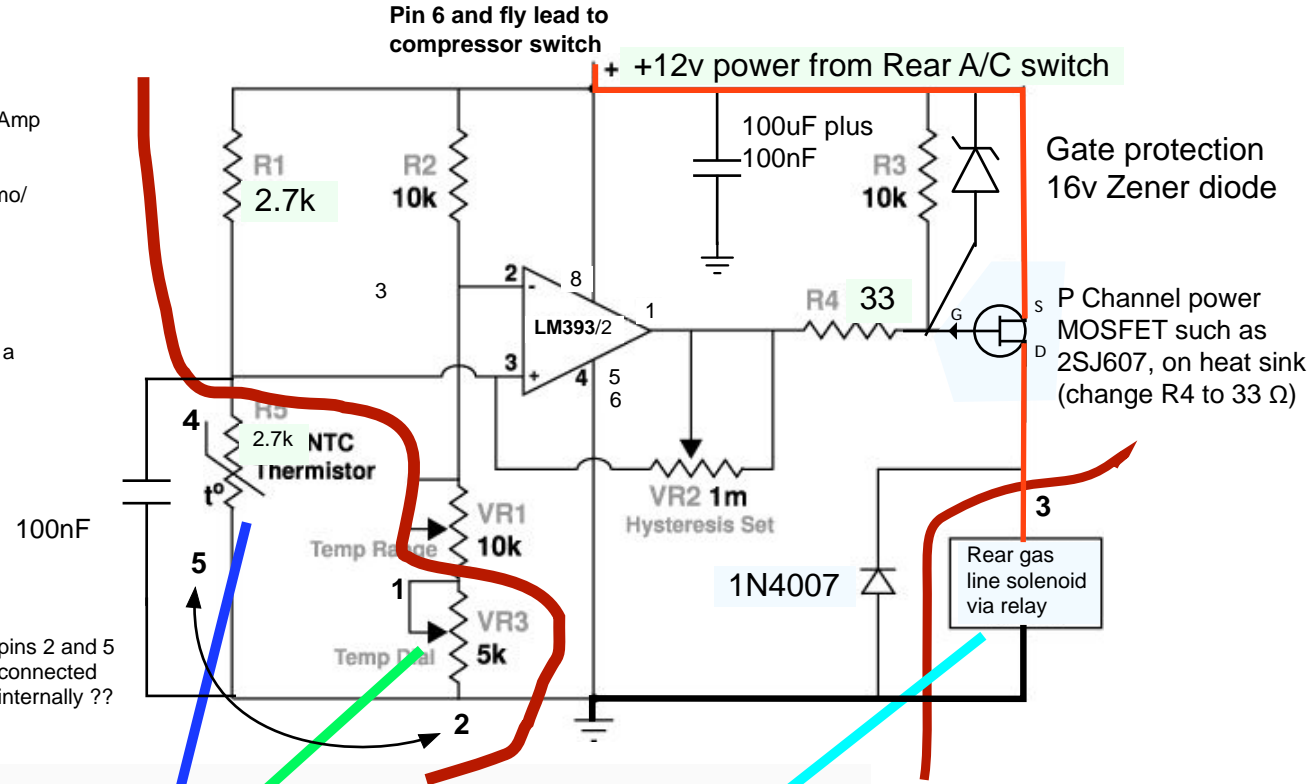 Pin 6 and fly lead to
compressor switch
+ +12v power from Rear A/C switch
Amp
mo/
a
R1
2.7k
R2
10k
100uF plus
100nF
R3
10k
Gate protection
16v Zener diode
3
2
-
8
LM393/2
1
3
+
4
5
6
R4 33
G
S
D
P Channel power
MOSFET such as
2SJ607, on heat sink
(change R4 to 33 Ω)
4
R5
2.7k
NTC
Thermistor
t°
100nF
VR2 1m
Hysteresis Set
VR1
10k
Temp Range
3
Rear gas
line solenoid
via relay
1N4007
5
1
VR3
5k
Temp Dial
pins 2 and 5
connected
internally ??
2